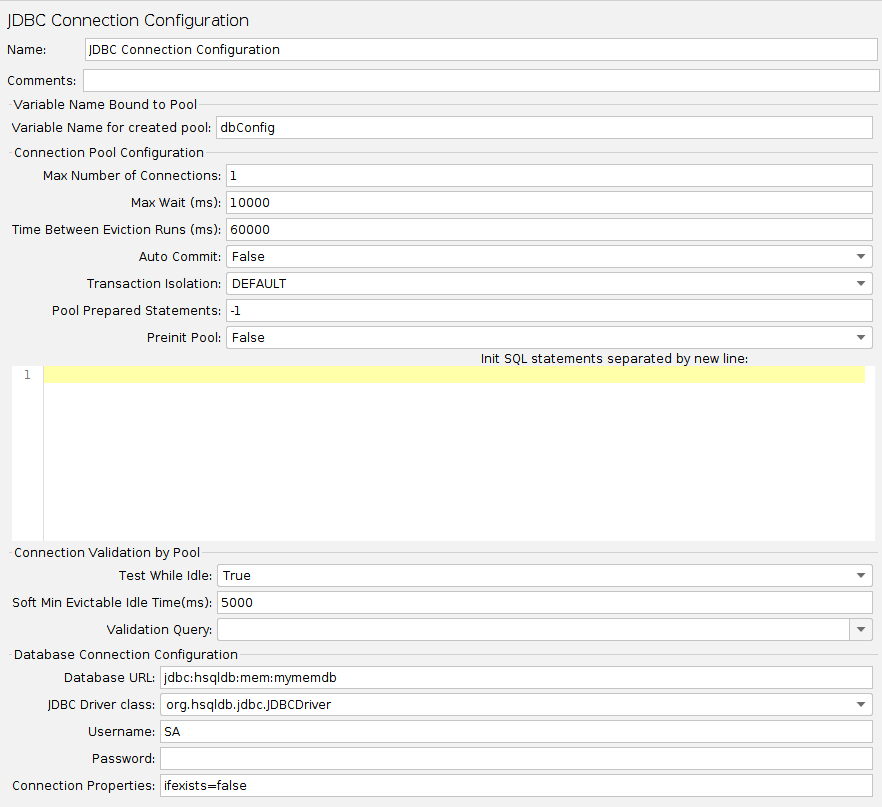 JDBC Connection Configuration
Name: JDBC Connection Configuration
Comments:
Variable Name Bound to Pool
Variable Name for created pool: dbConfig
Connection Pool Configuration
Max Number of Connections: 1
Max Wait (ms): 10000
Time Between Eviction Runs (ms): 60000
Auto Commit: False
Transaction Isolation: DEFAULT
Pool Prepared Statements: -1
Preinit Pool: False
Init SQL statements separated by new line:
1
Connection Validation by Pool
Test While Idle: True
Soft Min Evictable Idle Time(ms): 5000
Validation Query:
Database Connection Configuration
Database URL: jdbc:hsqldb:mem:mymemdb
JDBC Driver class: org.hsqldb.jdbc.JDBCDriver
Username: SA
Password:
Connection Properties: ifexists=false